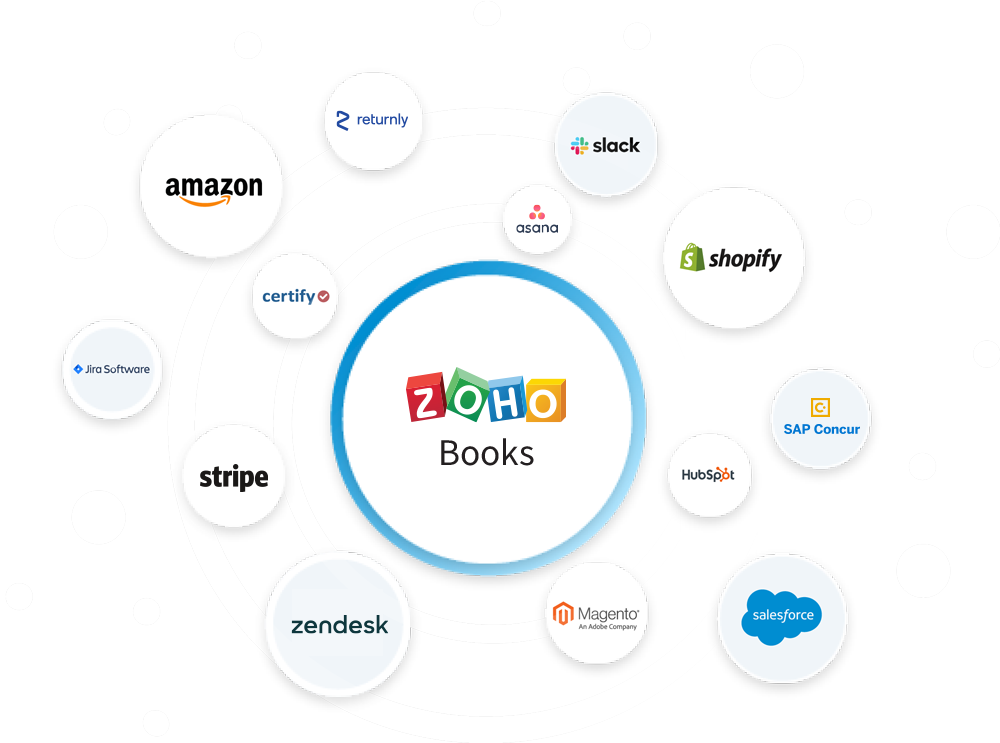 returnly
slack
amazon
asana
shopify
certify
Jira Software
ZOHO
Books
SAP Concur
stripe
HubSpot
zendesk
Magento®
An Adobe Company
salesforce